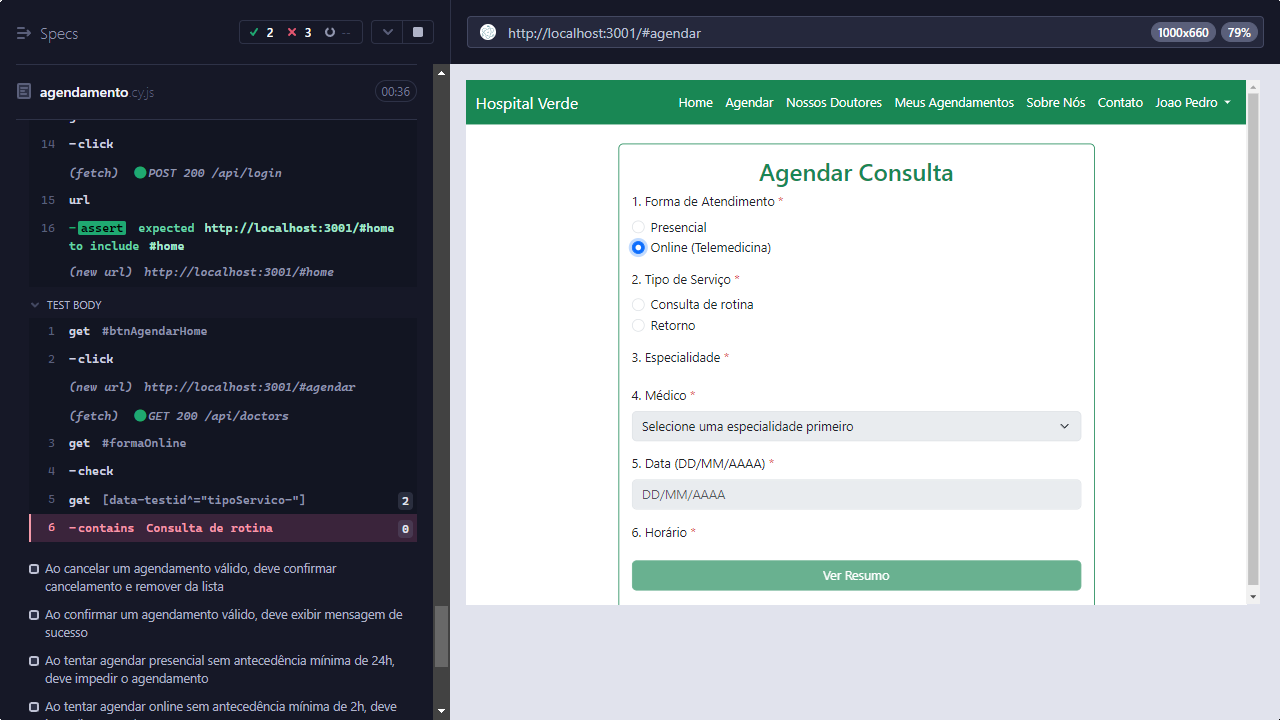 Specs
2
3
--
agendamento.cy.js
00:36
14 -click
(fetch) POST 200 /api/login
15 url
16 -assert expected http://localhost:3001/#home
to include #home
(new url) http://localhost:3001/#home
TEST BODY
1 get #btnAgendarHome
2 -click
(new url) http://localhost:3001/#agendar
(fetch) GET 200 /api/doctors
3 get #formaOnline
4 -check
5 get [data-testid^="tipoServico-"] 2
6 -contains Consulta de rotina 0
Ao cancelar um agendamento válido, deve confirmar
cancelamento e remover da lista
Ao confirmar um agendamento válido, deve exibir mensagem de
sucesso
Ao tentar agendar presencial sem antecedência mínima de 24h,
deve impedir o agendamento
Ao tentar agendar online sem antecedência mínima de 2h, deve
http://localhost:3001/#agendar
1000x660
79%
Hospital Verde
Home Agendar Nossos Doutores Meus Agendamentos Sobre Nós Contato Joao Pedro
Agendar Consulta
1. Forma de Atendimento *
Presencial
Online (Telemedicina)
2. Tipo de Serviço *
Consulta de rotina
Retorno
3. Especialidade *
4. Médico *
Selecione uma especialidade primeiro
5. Data (DD/MM/AAAA) *
DD/MM/AAAA
6. Horário *
Ver Resumo